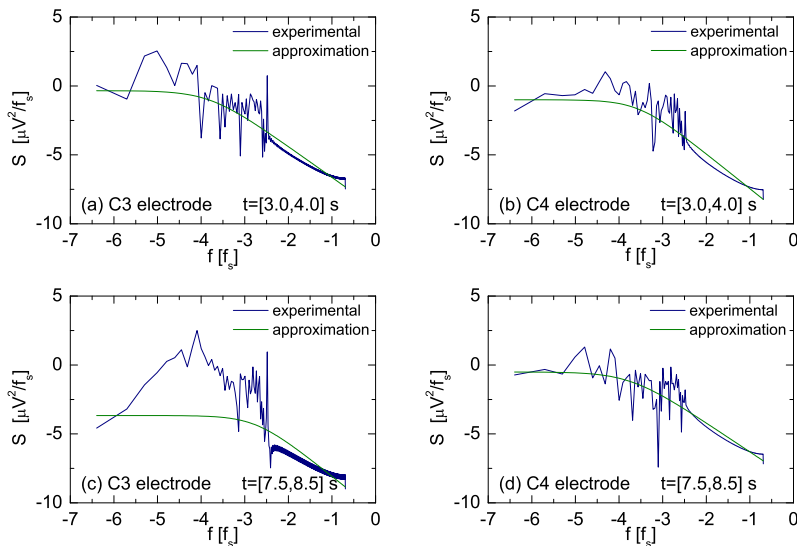 5
0
-5
-10
S [μV²/fₛ]
experimental
approximation
(a) C3 electrode t=[3.0,4.0] s
-7 -6 -5 -4 -3 -2 -1 0
f [fₛ]
5
0
-5
-10
S [μV²/fₛ]
experimental
approximation
(b) C4 electrode t=[3.0,4.0] s
-7 -6 -5 -4 -3 -2 -1 0
f [fₛ]
5
0
-5
-10
S [μV²/fₛ]
experimental
approximation
(c) C3 electrode t=[7.5,8.5] s
-7 -6 -5 -4 -3 -2 -1 0
f [fₛ]
5
0
-5
-10
S [μV²/fₛ]
experimental
approximation
(d) C4 electrode t=[7.5,8.5] s
-7 -6 -5 -4 -3 -2 -1 0
f [fₛ]